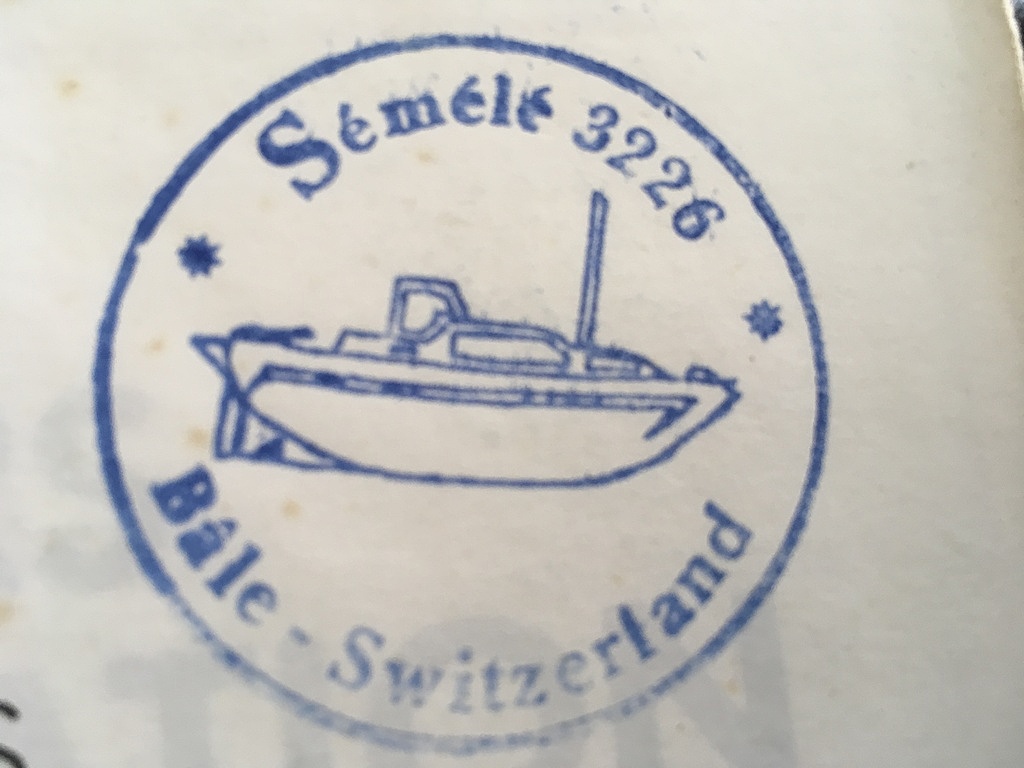 Sémélé 3226
Bâle - Switzerland